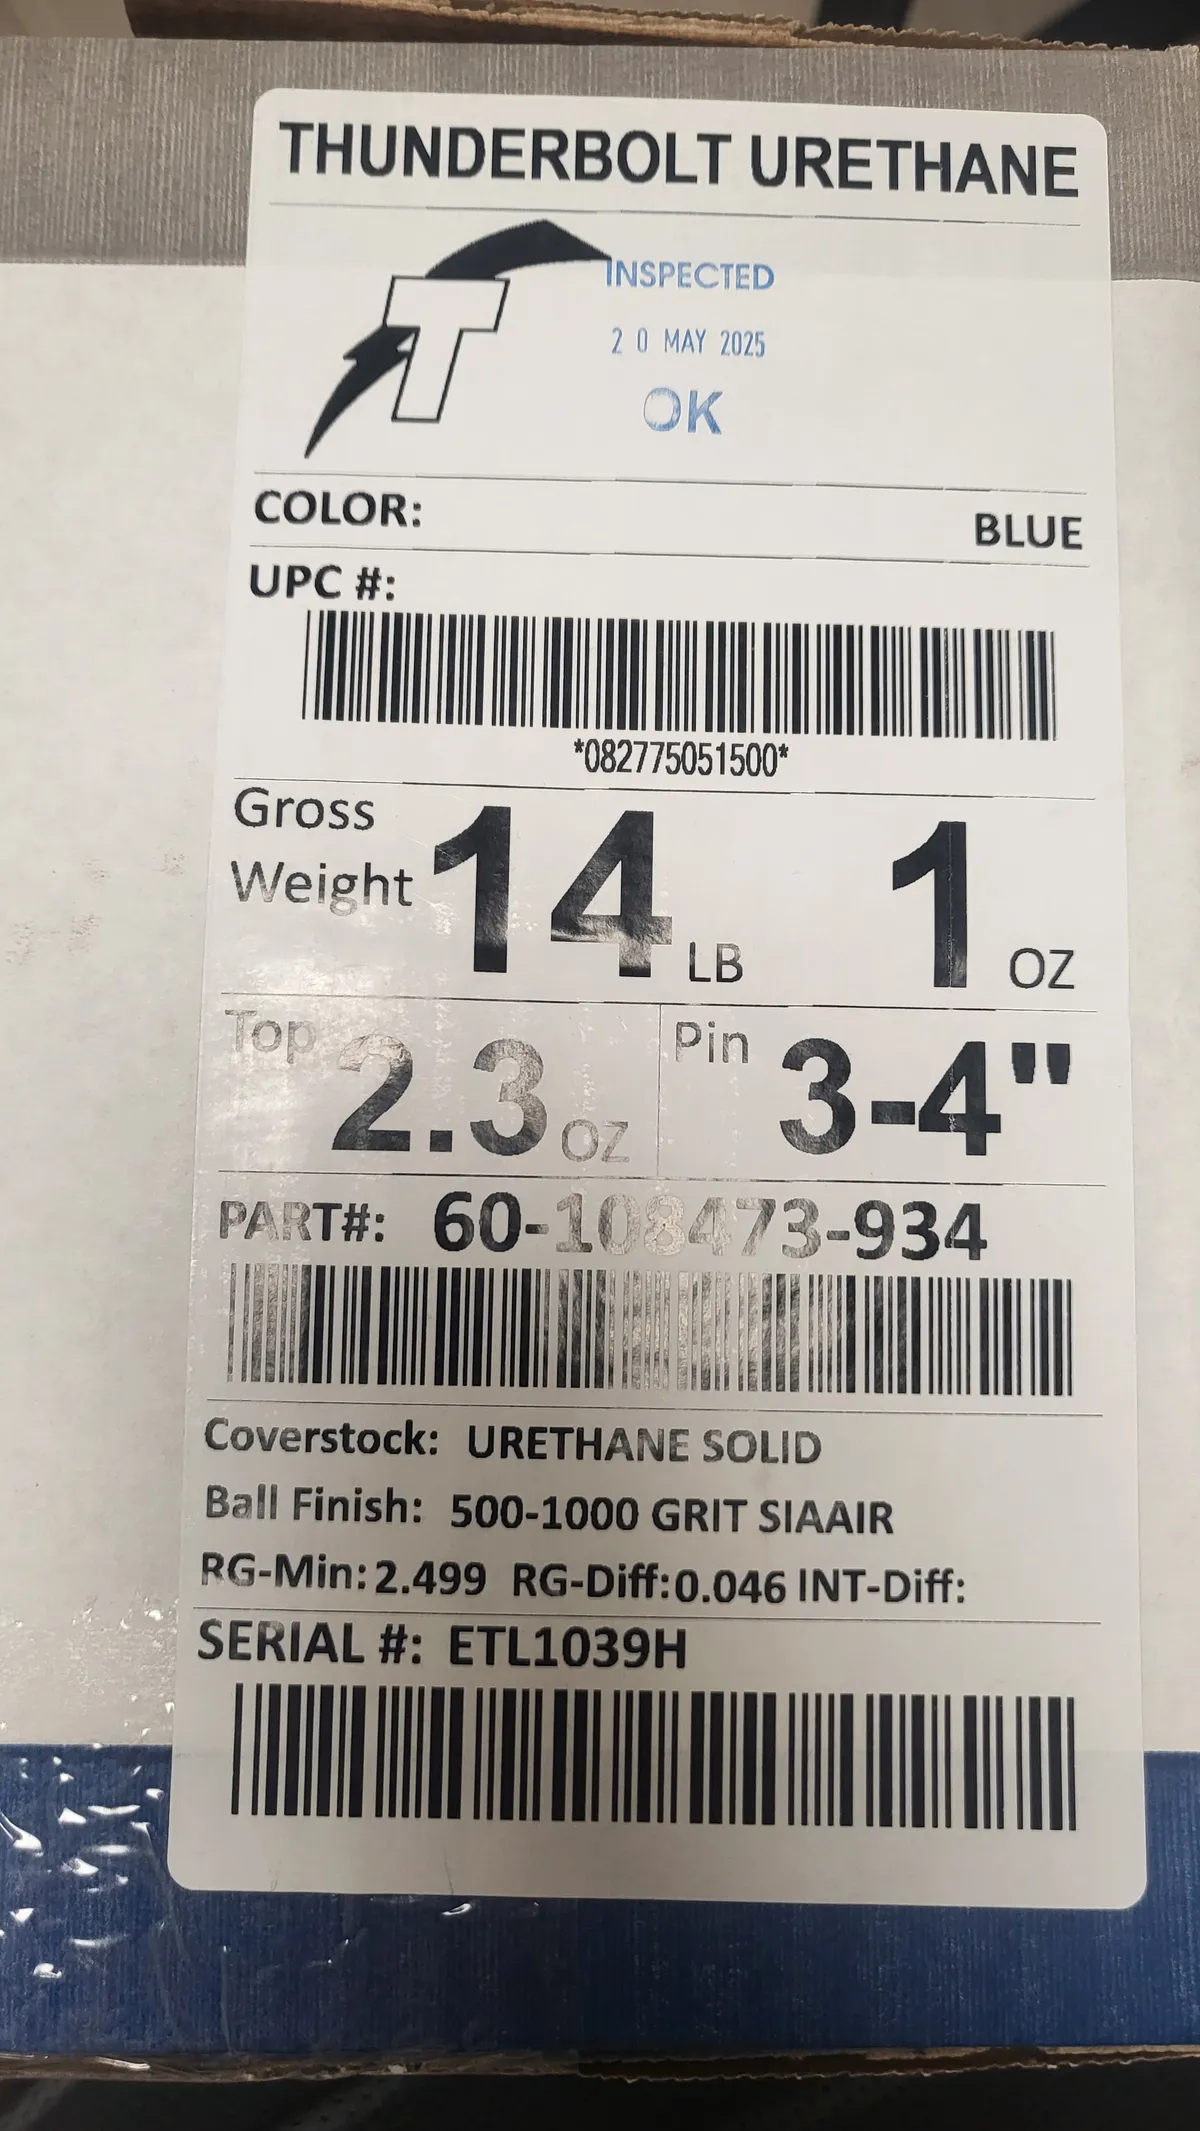 THUNDERBOLT URETHANE
T
INSPECTED
20 MAY 2025
OK
COLOR: BLUE
UPC #:
*082775051500*
Gross Weight 14 LB 1 OZ
Top 2.3 OZ Pin 3-4"
PART#: 60-108473-934
Coverstock: URETHANE SOLID
Ball Finish: 500-1000 GRIT SIAAIR
RG-Min: 2.499 RG-Diff: 0.046 INT-Diff:
SERIAL #: ETL1039H